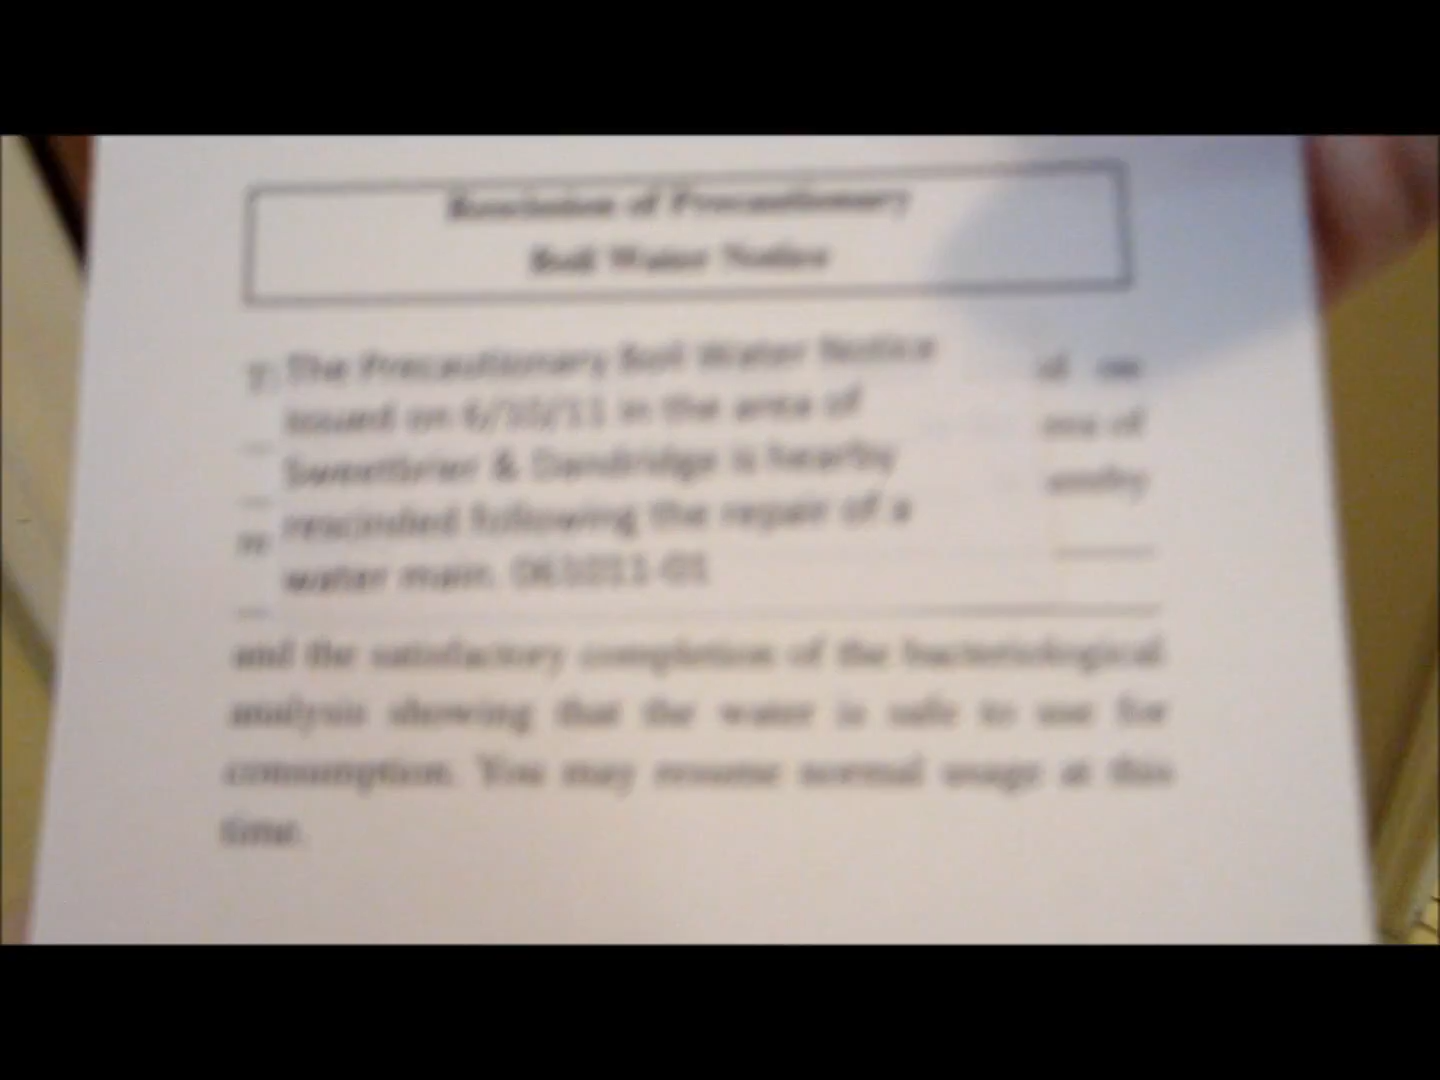 Rescission of Precautionary
Boil Water Notice
The Precautionary Boil Water Notice
issued on 6/10/11 in the area of
Sweetbrier & Dandridge is hearby
rescinded following the repair of a
water main. 061011-01
and the satisfactory completion of the bacteriological
analysis showing that the water is safe to use for
consumption. You may resume normal usage at this
time.